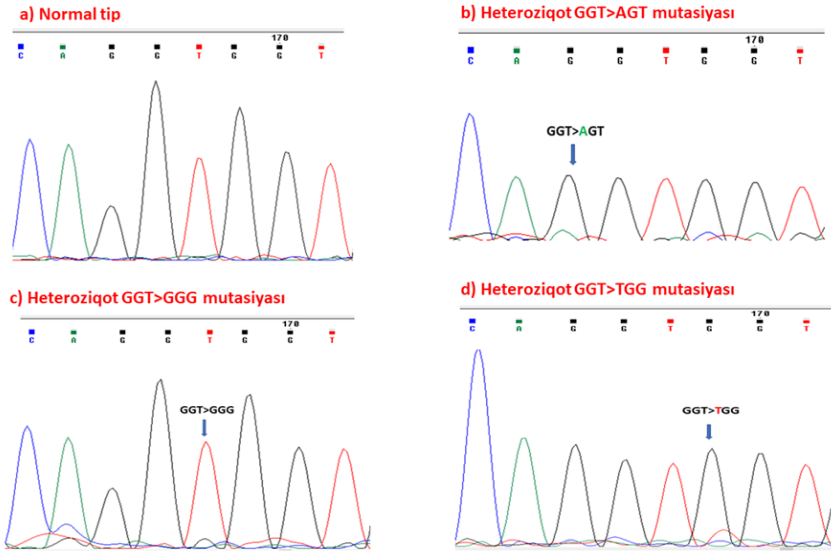 a) Normal tip
170
C A G G T G G T
b) Heteroziqot GGT>AGT mutasiyası
170
C A G G T G G T
GGT>AGT
c) Heteroziqot GGT>GGG mutasiyası
170
C A G G T G G T
GGT>GGG
d) Heteroziqot GGT>TGG mutasiyası
170
C A G G T G G T
GGT>TGG